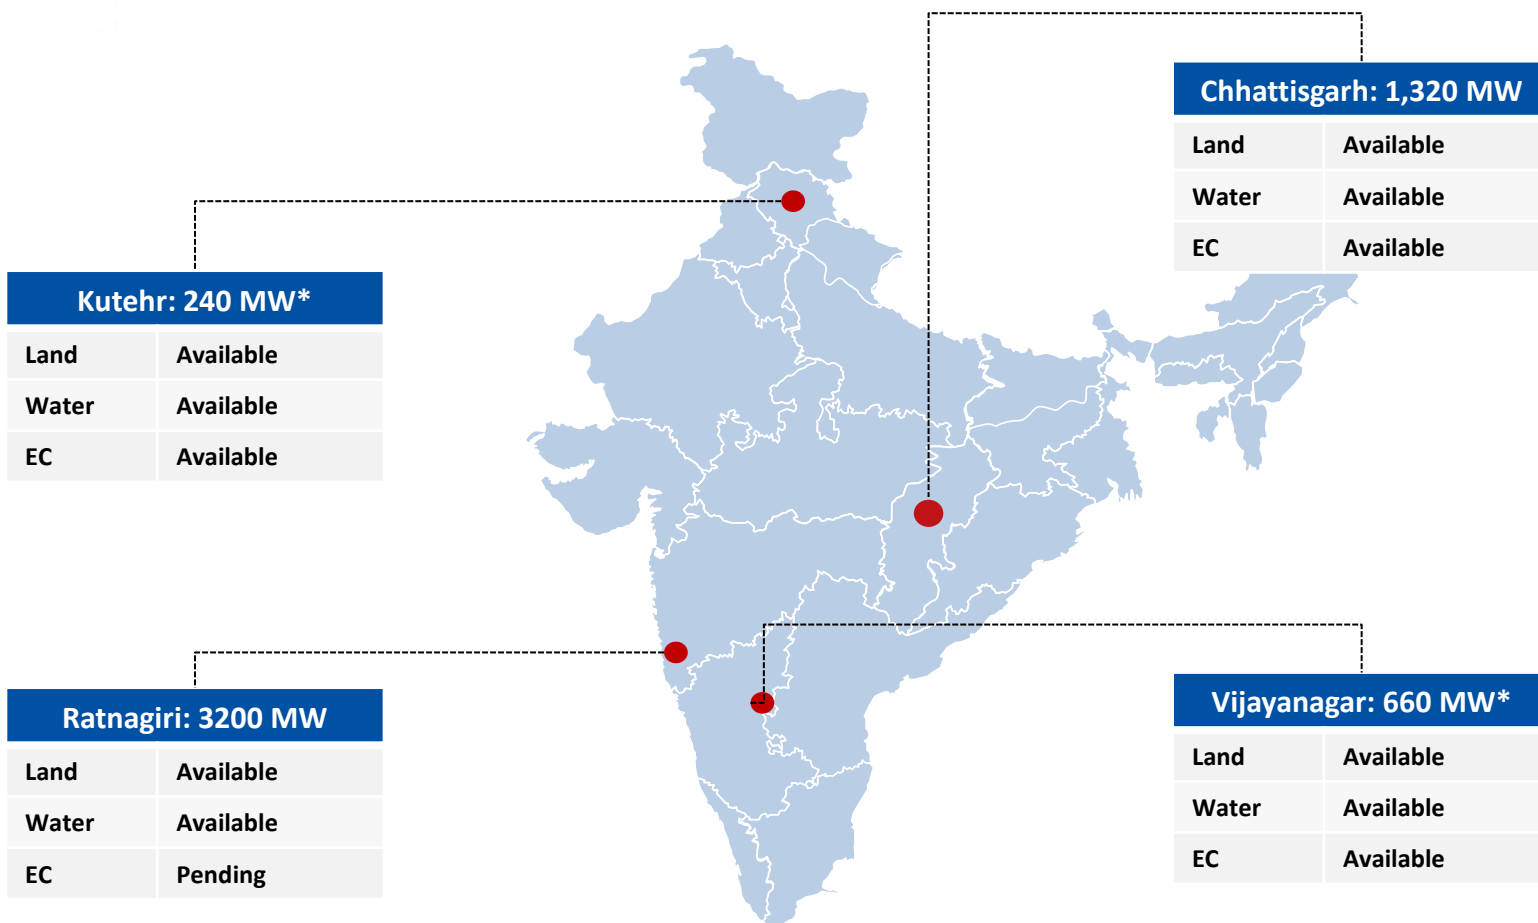 Chhattisgarh: 1,320 MW
Land Available
Water Available
EC Available
Kutehr: 240 MW*
Land Available
Water Available
EC Available
Ratnagiri: 3200 MW
Land Available
Water Available
EC Pending
Vijayanagar: 660 MW*
Land Available
Water Available
EC Available